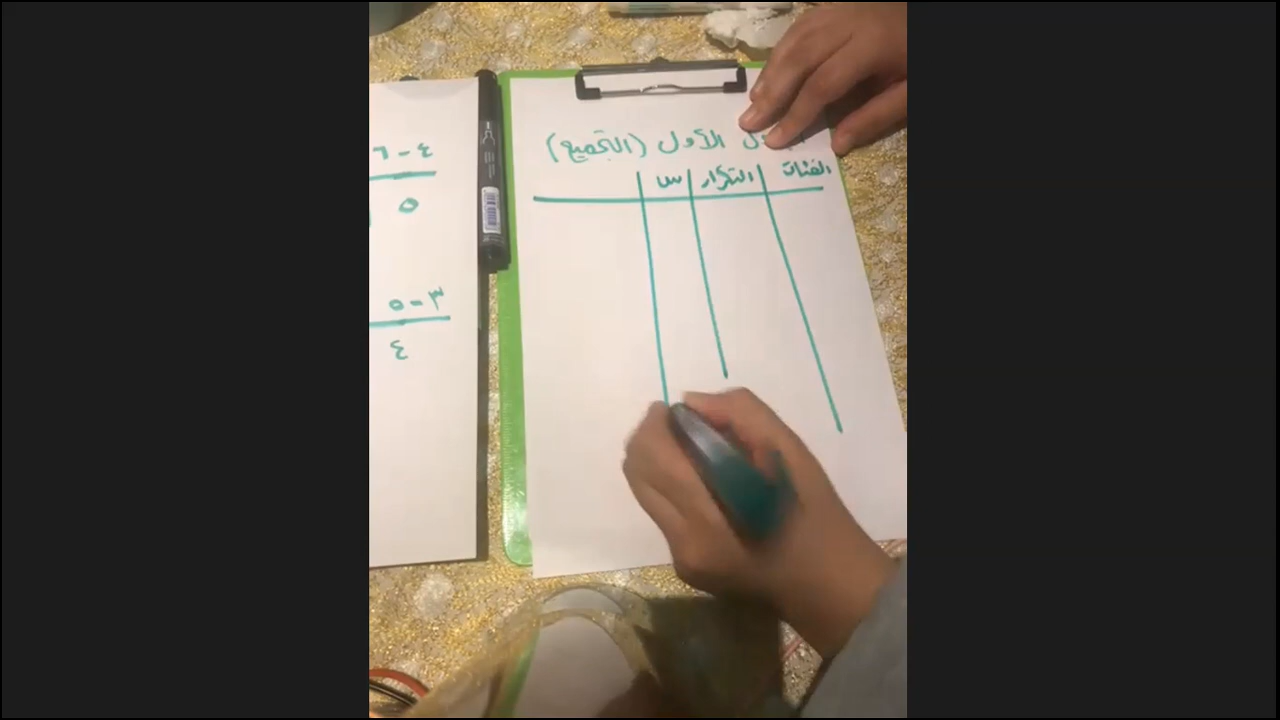 الأول (التجميع)
الفئات التكرار س
٤-٦
٥
٣-٥
٤